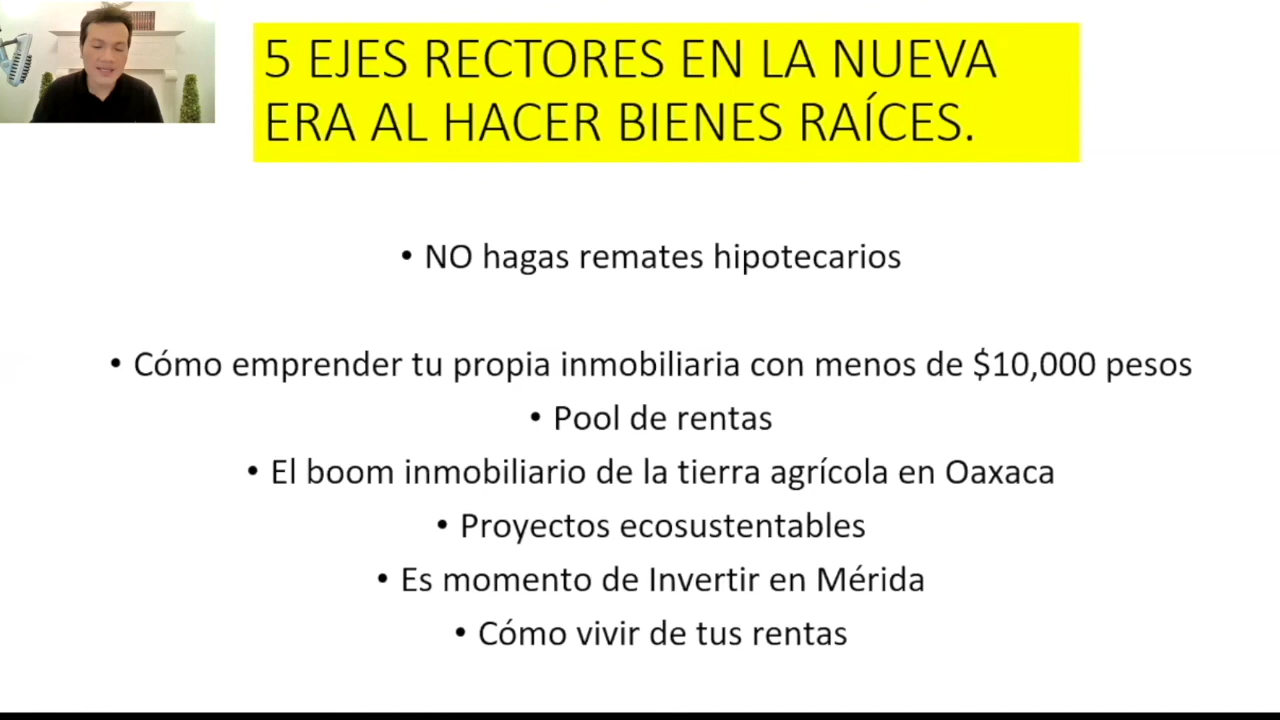 5 EJES RECTORES EN LA NUEVA
ERA AL HACER BIENES RAÍCES.
• NO hagas remates hipotecarios
• Cómo emprender tu propia inmobiliaria con menos de $10,000 pesos
• Pool de rentas
• El boom inmobiliario de la tierra agrícola en Oaxaca
• Proyectos ecosustentables
• Es momento de Invertir en Mérida
• Cómo vivir de tus rentas